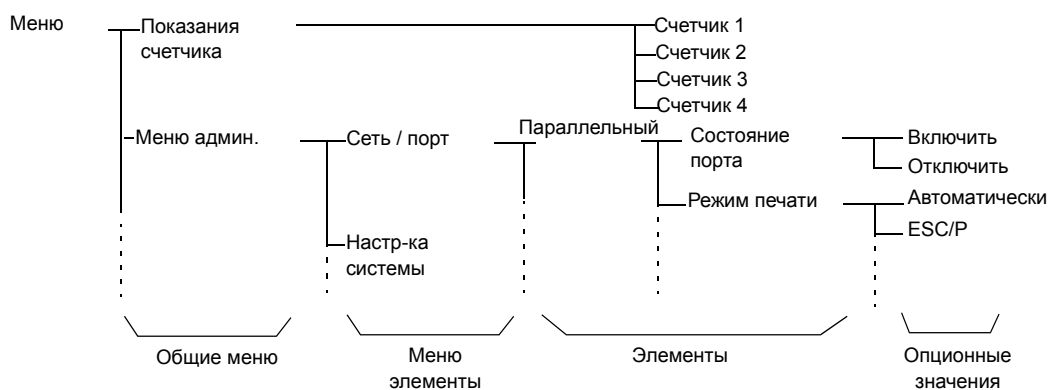 Меню
Показания
счетчика
Счетчик 1
Счетчик 2
Счетчик 3
Счетчик 4
Меню админ.
Сеть / порт
Параллельный
Состояние
порта
Включить
Отключить
Режим печати
Автоматически
ESC/P
Настр-ка
системы
Общие меню
Меню
элементы
Элементы
Опционные
значения